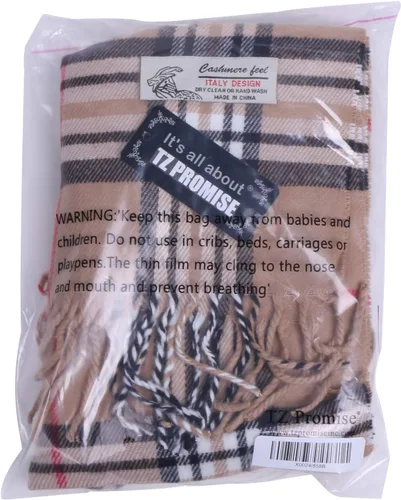 Cashmere feel
ITALY DESIGN
DRY CLEAN OR HAND WASH
MADE IN CHINA
It's all about
TZ PROMISE
WARNING:'Keep this bag away from babies and
children. Do not use in cribs, beds, carriages or
playpens.The thin film may cling to the nose
and mouth and prevent breathing'
TZ Promise